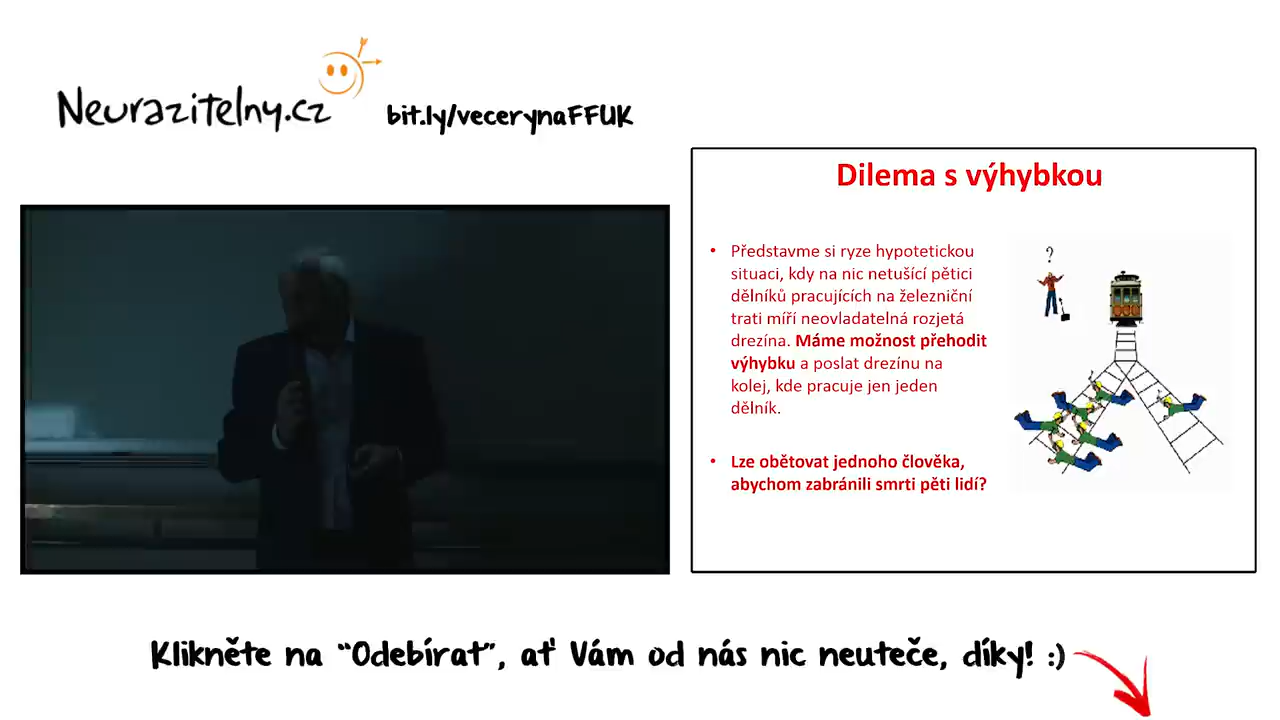 Neurazitelny.cz
bit.ly/vecerynaFFUK
Dilema s výhybkou
• Představme si ryze hypotetickou
situaci, kdy na nic netušící pětici
dělníků pracujících na železniční
trati míří neovladatelná rozjetá
drezína. Máme možnost přehodit
výhybku a poslat drezínu na
kolej, kde pracuje jen jeden
dělník.
• Lze obětovat jednoho člověka,
abychom zabránili smrti pěti lidí?
?
Klikněte na "Odebírat", ať Vám od nás nic neuteče, díky! :)